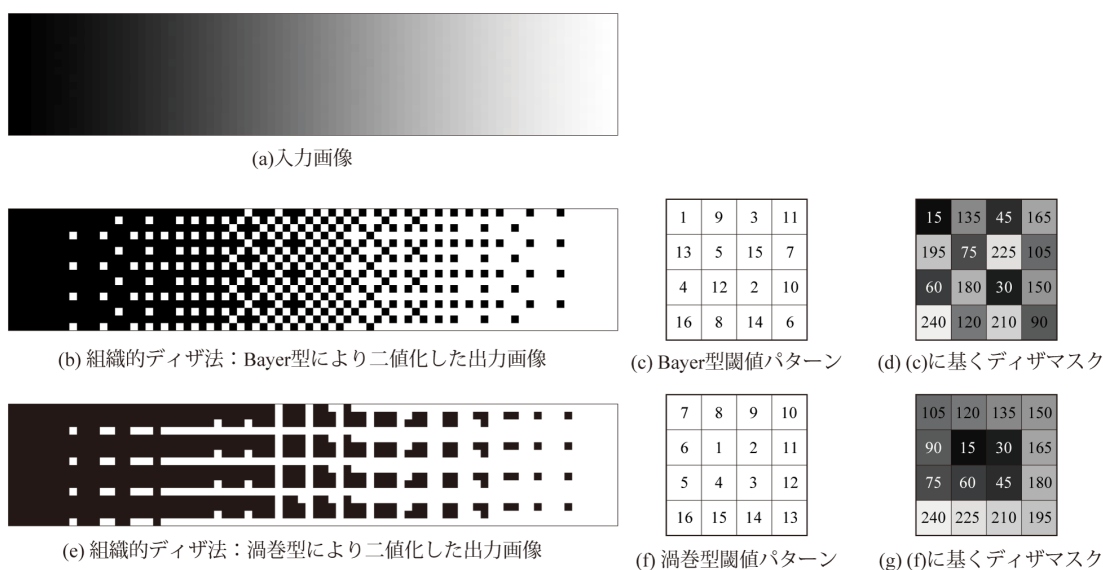 (a)入力画像
1 9 3 11
13 5 15 7
4 12 2 10
16 8 14 6
15 135 45 165
195 75 225 105
60 180 30 150
240 120 210 90
(b) 組織的ディザ法：Bayer型により二値化した出力画像
(c) Bayer型閾値パターン
(d) (c)に基くディザマスク
7 8 9 10
6 1 2 11
5 4 3 12
16 15 14 13
105 120 135 150
90 15 30 165
75 60 45 180
240 225 210 195
(e) 組織的ディザ法：渦巻型により二値化した出力画像
(f) 渦巻型閾値パターン
(g) (f)に基くディザマスク